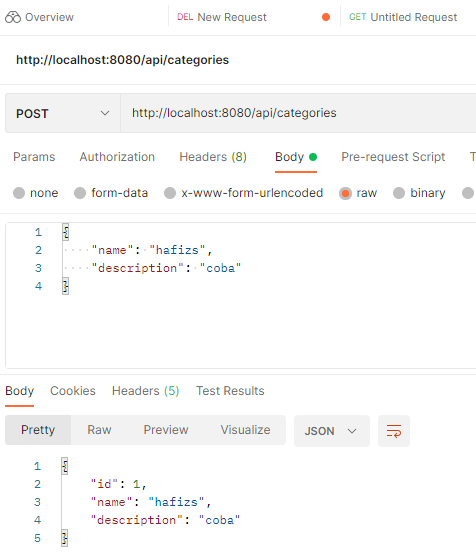 Overview DEL New Request GET Untitled Request
http://localhost:8080/api/categories
POST http://localhost:8080/api/categories
Params Authorization Headers (8) Body Pre-request Script T
none form-data x-www-form-urlencoded raw binary
1 {
2 "name": "hafizs",
3 "description": "coba"
4 }
Body Cookies Headers (5) Test Results
Pretty Raw Preview Visualize JSON
1 {
2 "id": 1,
3 "name": "hafizs",
4 "description": "coba"
5 }